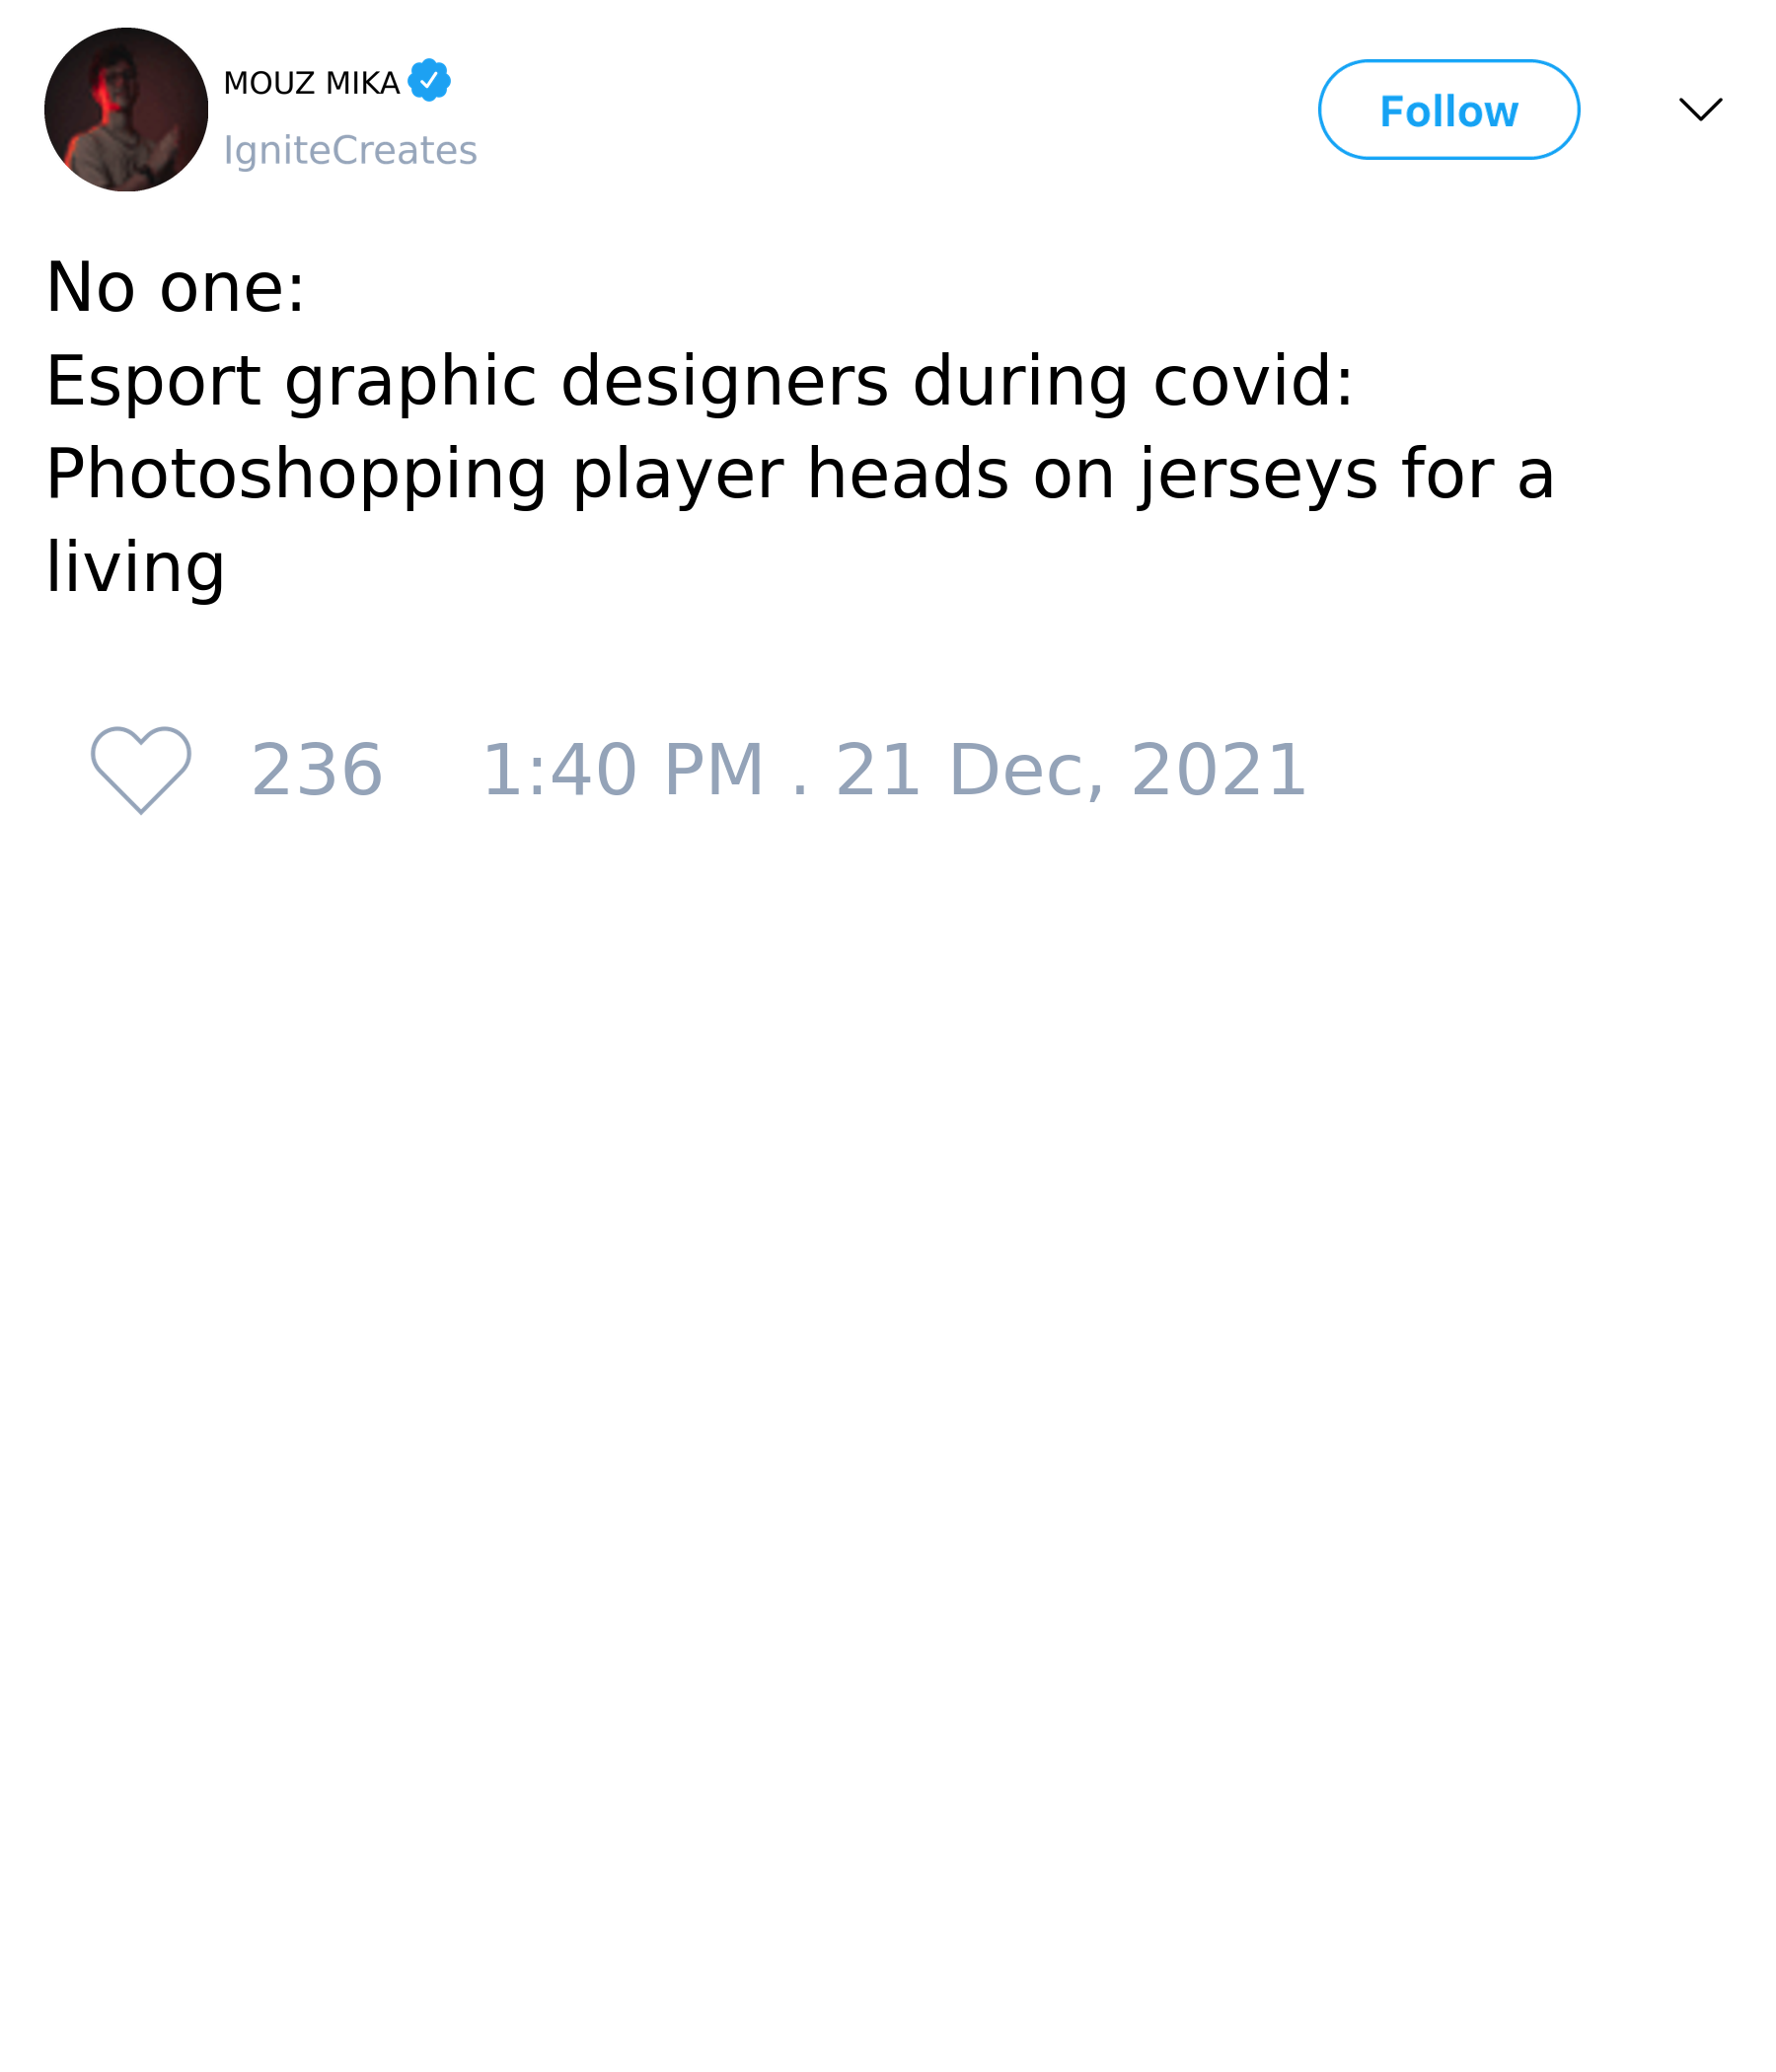 MOUZ MIKA
IgniteCreates
Follow
No one:
Esport graphic designers during covid:
Photoshopping player heads on jerseys for a
living
236 1:40 PM . 21 Dec, 2021